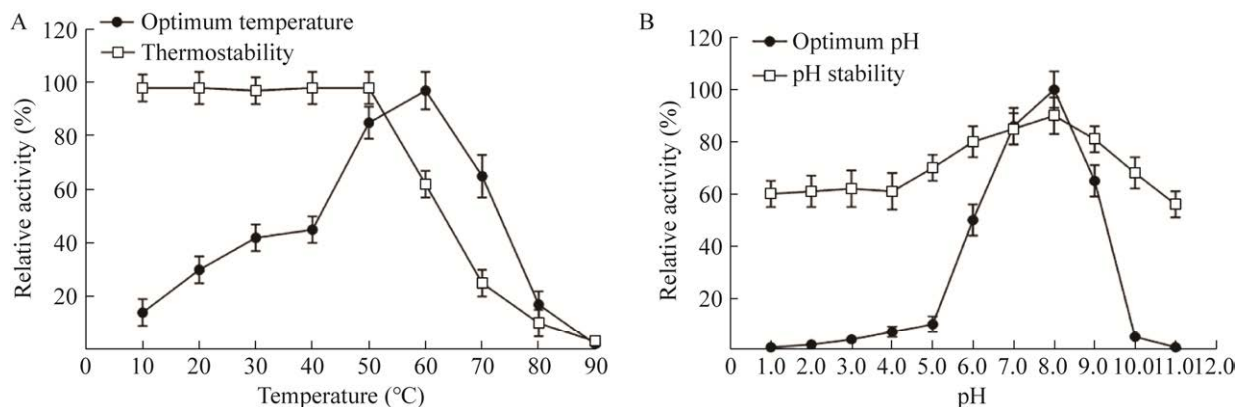 A
Optimum temperature
Thermostability
120
100
80
60
40
20
Relative activity (%)
0 10 20 30 40 50 60 70 80 90
Temperature (°C)
B
Optimum pH
pH stability
120
100
80
60
40
20
Relative activity (%)
0 1.0 2.0 3.0 4.0 5.0 6.0 7.0 8.0 9.0 10.0 11.0 12.0
pH